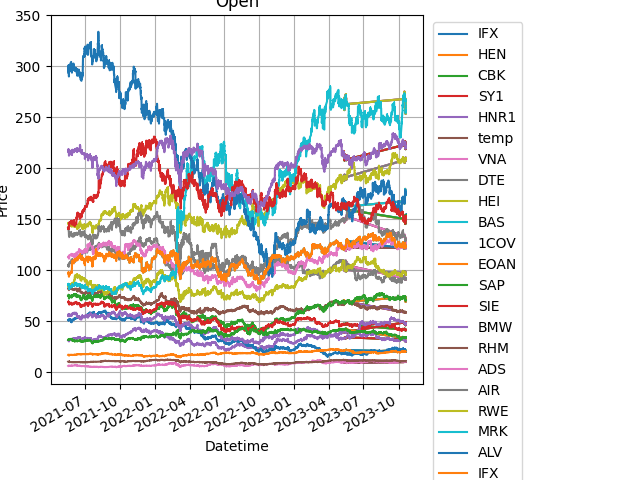 Open
350
300
250
200
150
100
50
0
Price
2021-07
2021-10
2022-01
2022-04
2022-07
2022-10
2023-01
2023-04
2023-07
2023-10
Datetime
IFX
HEN
CBK
SY1
HNR1
temp
VNA
DTE
HEI
BAS
1COV
EOAN
SAP
SIE
BMW
RHM
ADS
AIR
RWE
MRK
ALV
IFX